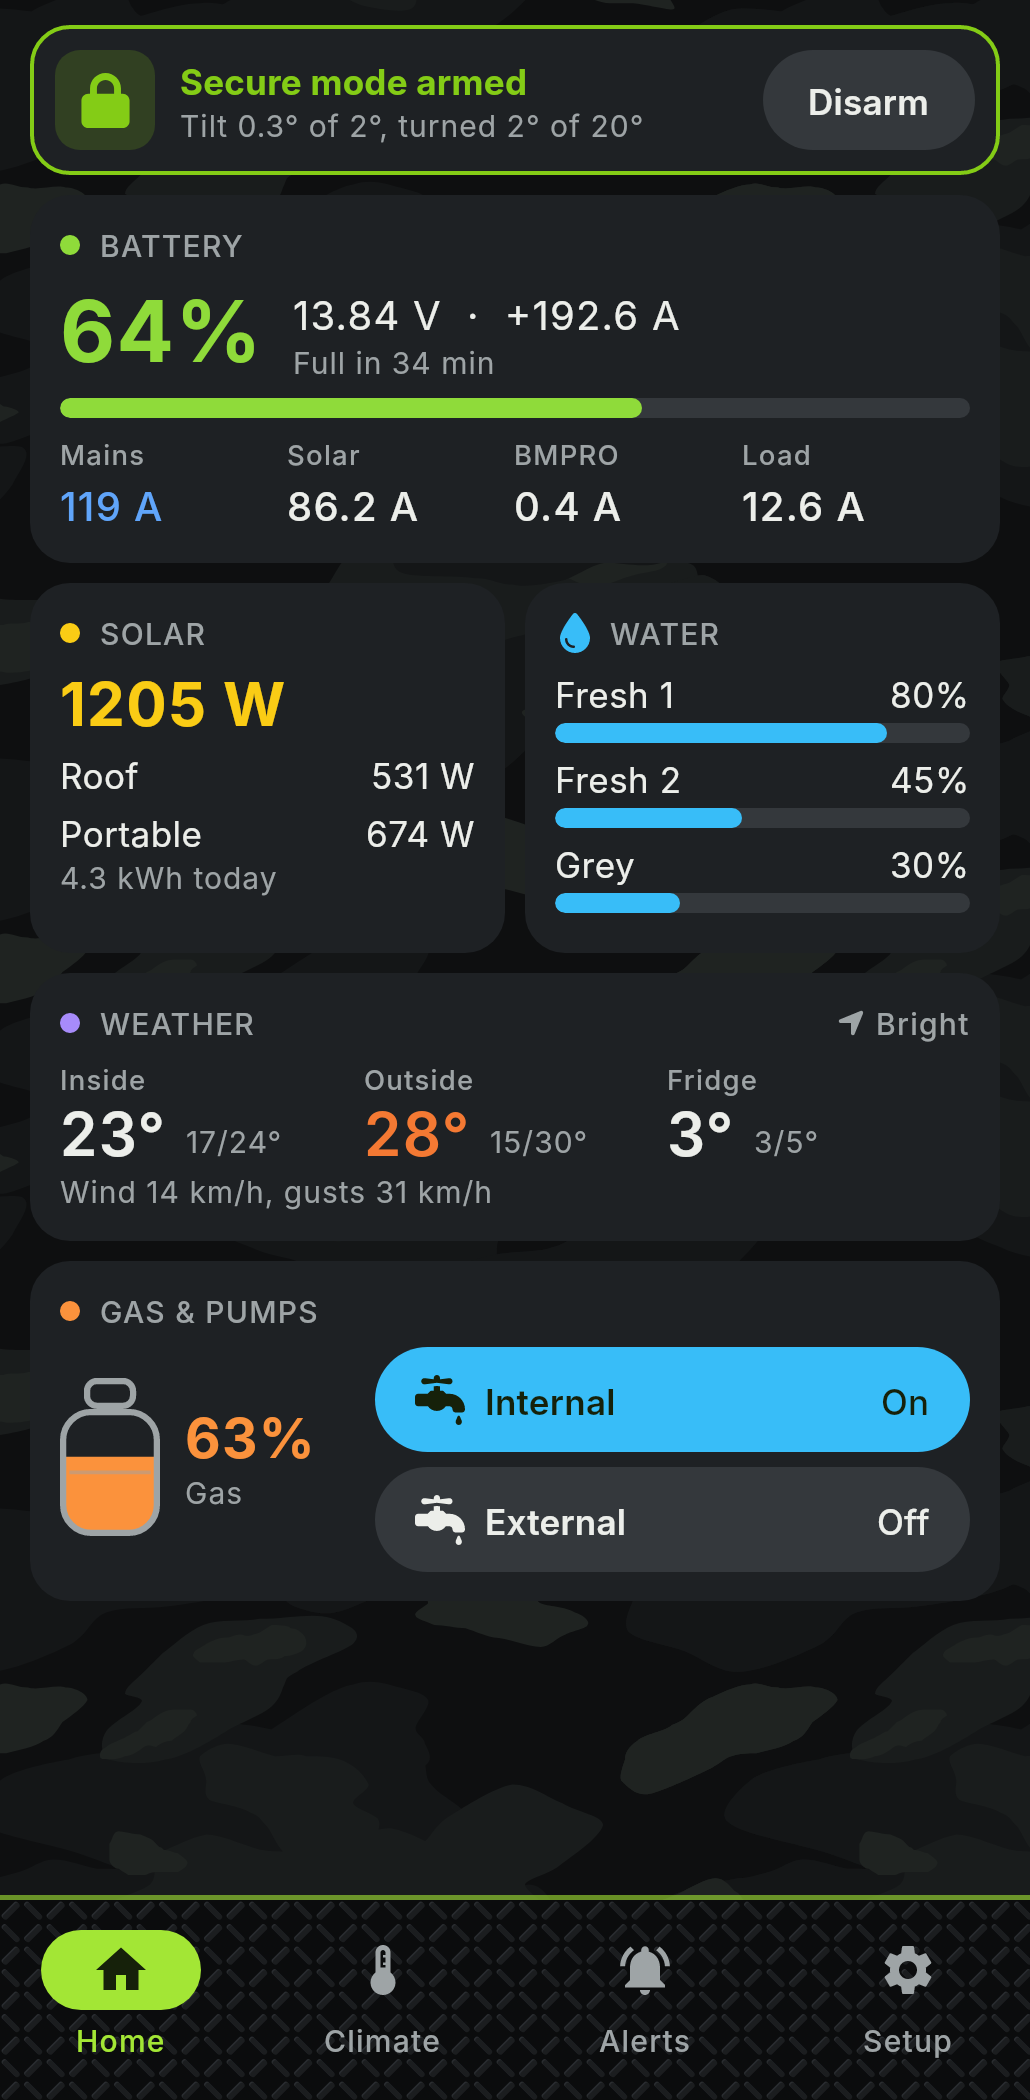 Secure mode armed
Tilt 0.3° of 2°, turned 2° of 20°
Disarm
BATTERY
64%
13.84 V · +192.6 A
Full in 34 min
Mains Solar BMPRO Load
119 A 86.2 A 0.4 A 12.6 A
SOLAR
1205 W
Roof 531 W
Portable 674 W
4.3 kWh today
WATER
Fresh 1 80%
Fresh 2 45%
Grey 30%
WEATHER Bright
Inside Outside Fridge
23° 17/24° 28° 15/30° 3° 3/5°
Wind 14 km/h, gusts 31 km/h
GAS & PUMPS
63%
Gas
Internal On
External Off
Home Climate Alerts Setup